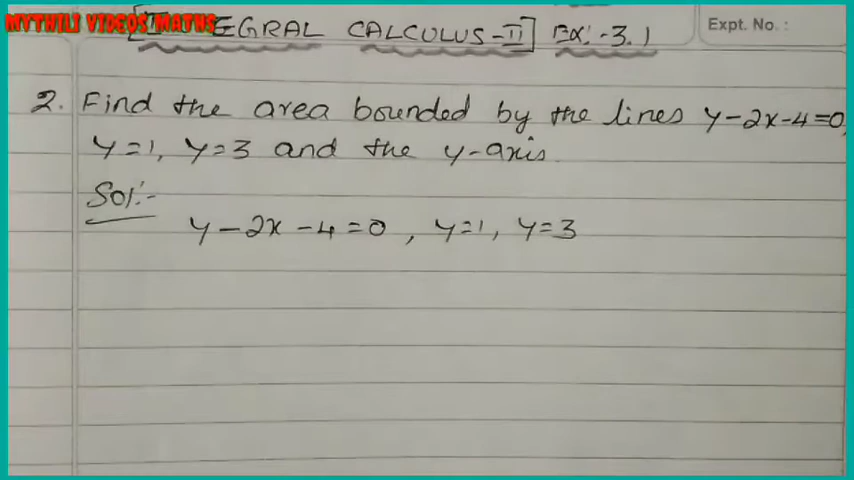 MYTHILI VIDEOS MATHS
EGRAL CALCULUS-II] EX:-3.1
Expt. No. :
2. Find the area bounded by the lines y-2x-4=0,
y=1, y=3 and the y-axis.
Sol:-
y-2x-4=0, y=1, y=3